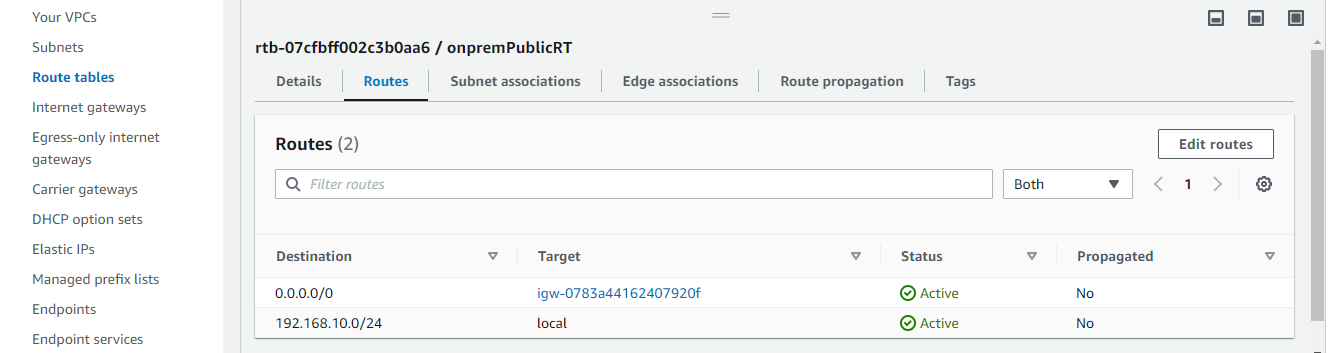 Your VPCs
Subnets
Route tables
Internet gateways
Egress-only internet
gateways
Carrier gateways
DHCP option sets
Elastic IPs
Managed prefix lists
Endpoints
Endpoint services
rtb-07cfbff002c3b0aa6 / onpremPublicRT
Details Routes Subnet associations Edge associations Route propagation Tags
Routes (2)
Edit routes
Filter routes
Both
1
Destination Target Status Propagated
0.0.0.0/0 igw-0783a44162407920f Active No
192.168.10.0/24 local Active No